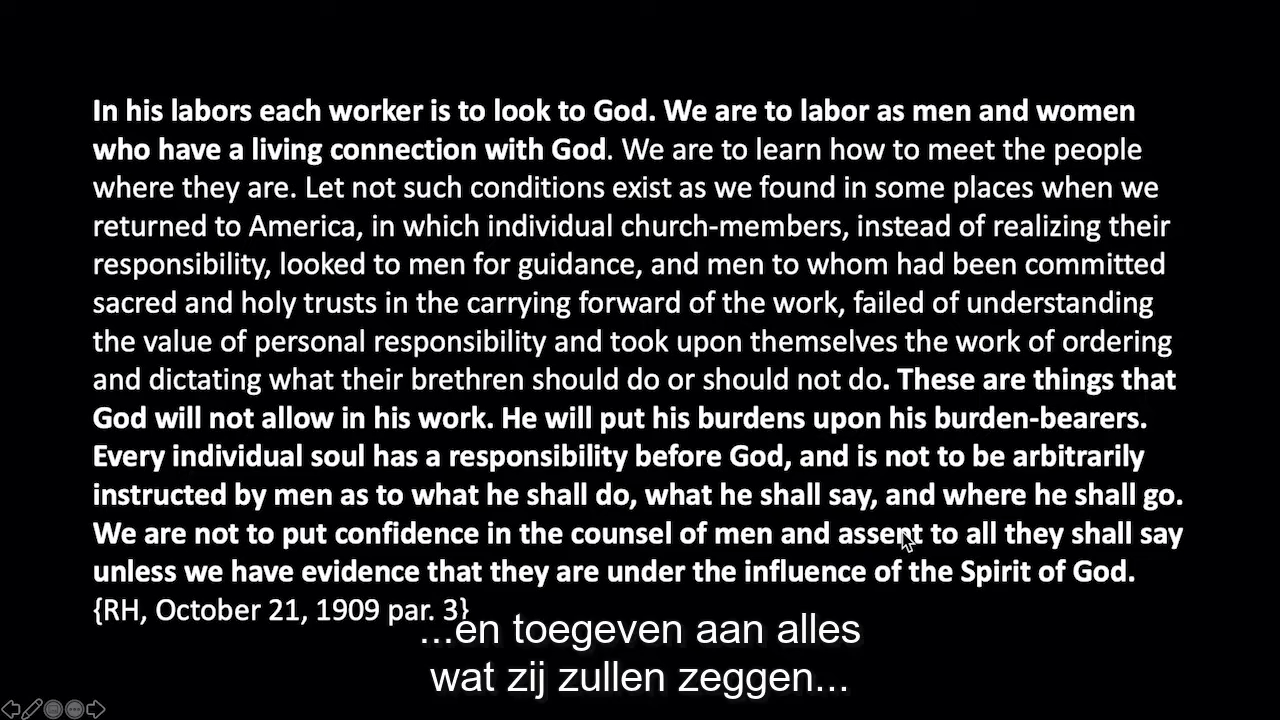 In his labors each worker is to look to God. We are to labor as men and women
who have a living connection with God. We are to learn how to meet the people
where they are. Let not such conditions exist as we found in some places when we
returned to America, in which individual church-members, instead of realizing their
responsibility, looked to men for guidance, and men to whom had been committed
sacred and holy trusts in the carrying forward of the work, failed of understanding
the value of personal responsibility and took upon themselves the work of ordering
and dictating what their brethren should do or should not do. These are things that
God will not allow in his work. He will put his burdens upon his burden-bearers.
Every individual soul has a responsibility before God, and is not to be arbitrarily
instructed by men as to what he shall do, what he shall say, and where he shall go.
We are not to put confidence in the counsel of men and assent to all they shall say
unless we have evidence that they are under the influence of the Spirit of God.
{RH, October 21, 1909 par. 3}
...en toegeven aan alles
wat zij zullen zeggen...